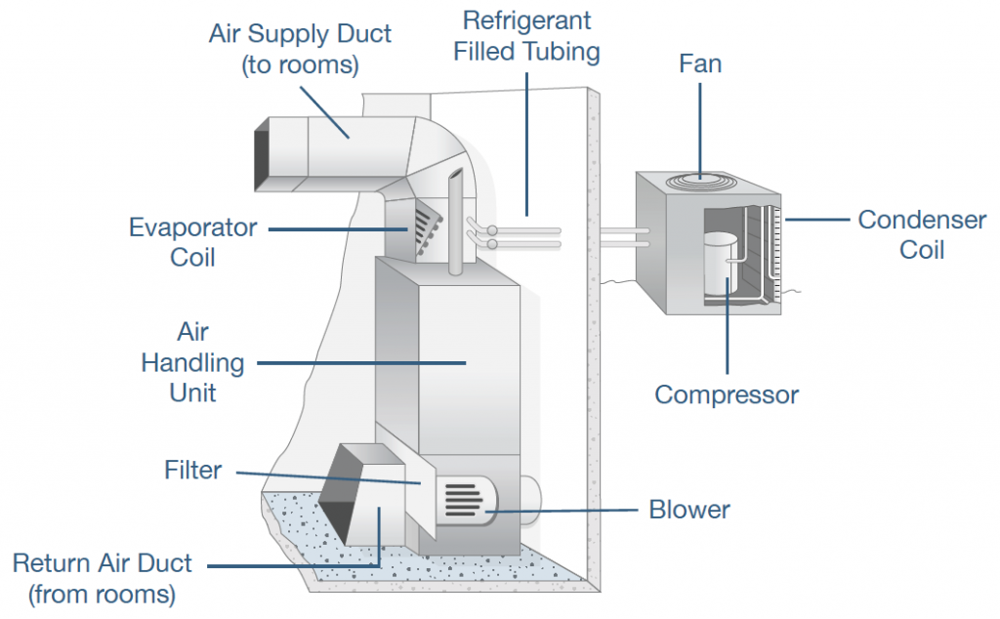 Air Supply Duct
(to rooms)
Refrigerant
Filled Tubing
Fan
Evaporator
Coil
Condenser
Coil
Air
Handling
Unit
Compressor
Filter
Blower
Return Air Duct
(from rooms)